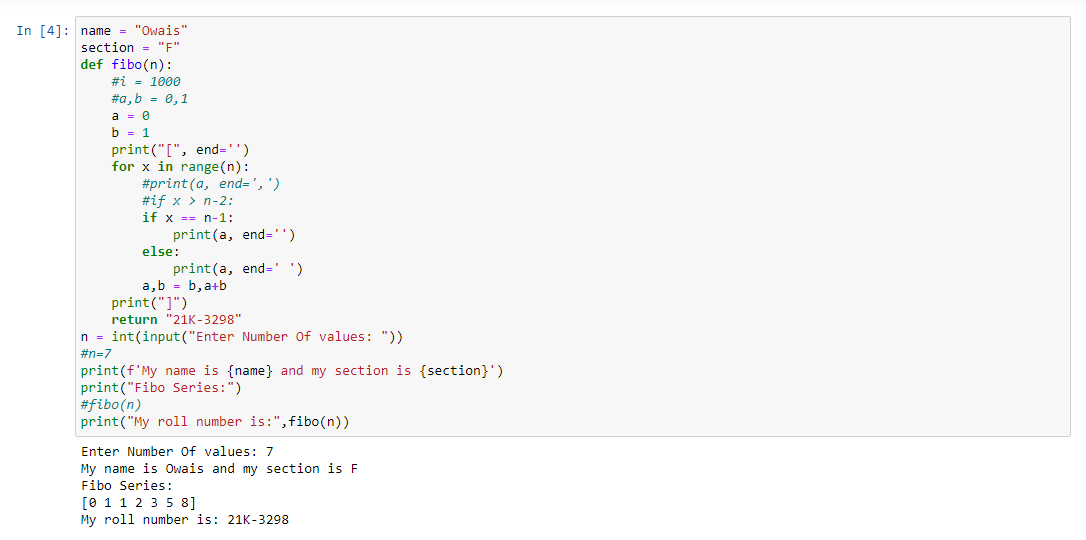 In [4]: name = "Owais"
section = "F"
def fibo(n):
    #i = 1000
    #a,b = 0,1
    a = 0
    b = 1
    print("[", end='')
    for x in range(n):
        #print(a, end=',')
        #if x > n-2:
        if x == n-1:
            print(a, end='')
        else:
            print(a, end=' ')
        a,b = b,a+b
    print("]")
    return "21K-3298"
n = int(input("Enter Number Of values: "))
#n=7
print(f'My name is {name} and my section is {section}')
print("Fibo Series:")
#fibo(n)
print("My roll number is:",fibo(n))
Enter Number Of values: 7
My name is Owais and my section is F
Fibo Series:
[0 1 1 2 3 5 8]
My roll number is: 21K-3298